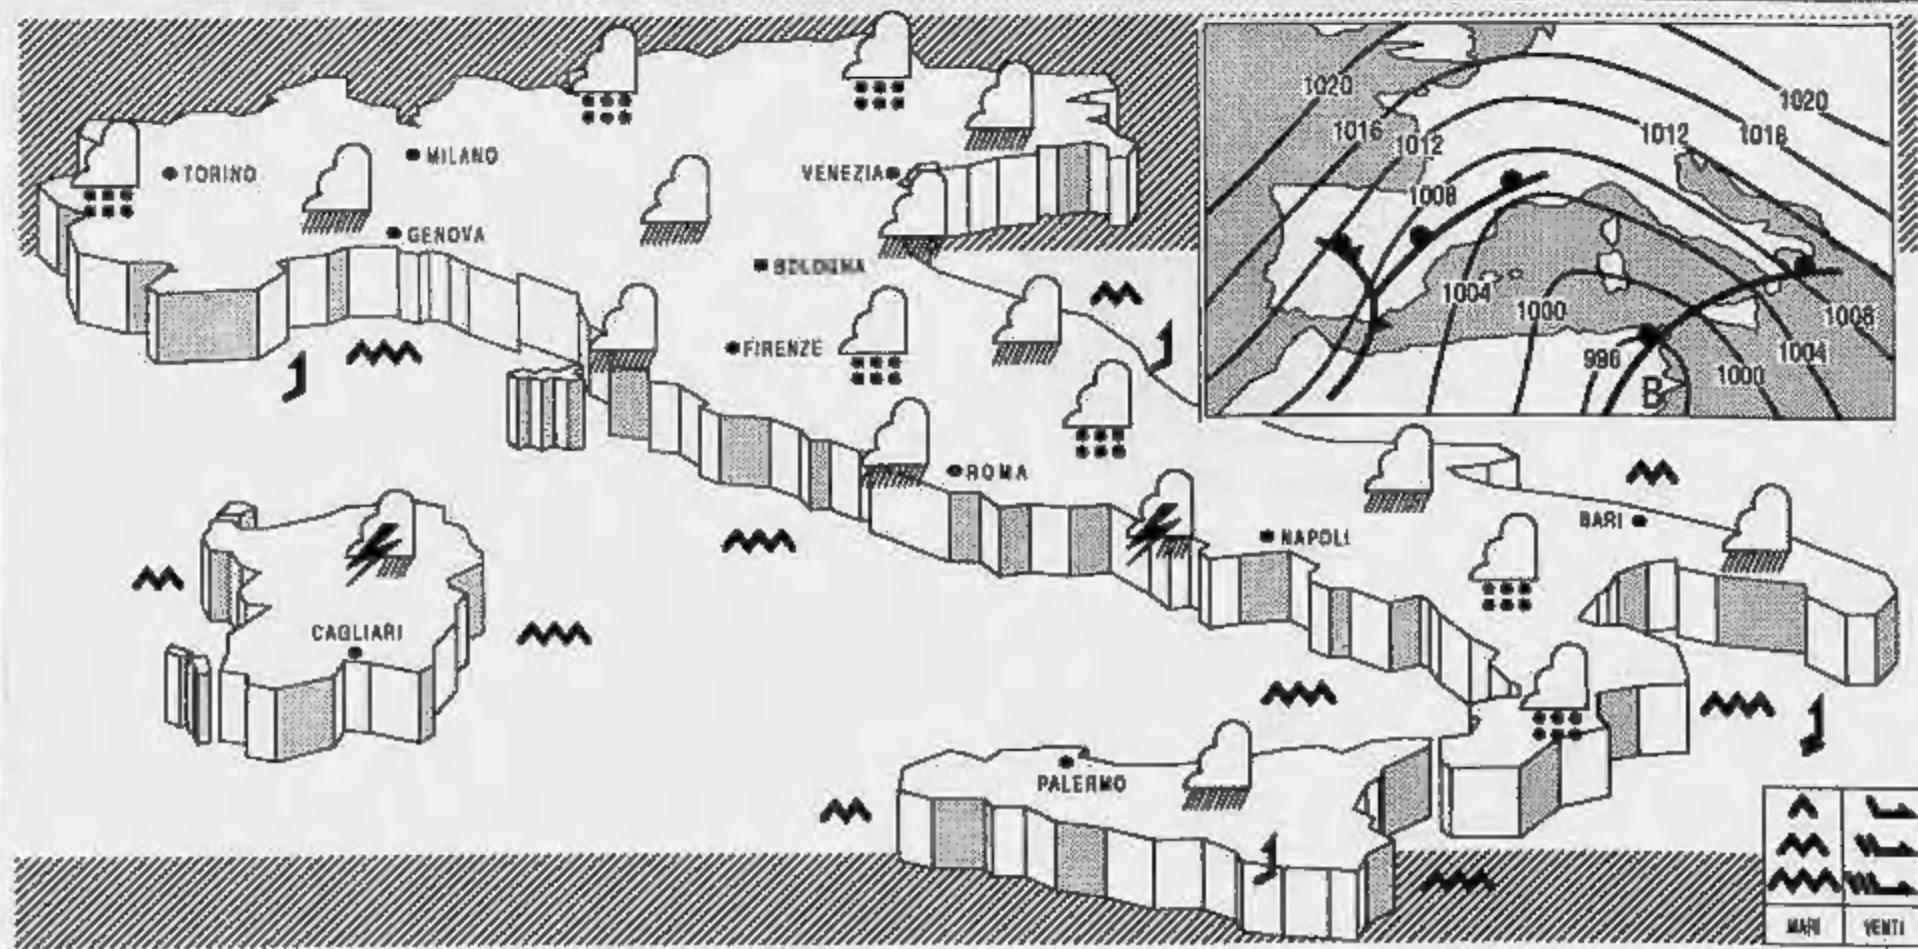 TORINO
MILANO
VENEZIA
GENOVA
BOLOGNA
FIRENZE
ROMA
NAPOLI
BARI
CAGLIARI
PALERMO
1020
1020
1016
1012
1012
1016
1008
1004
1000
1008
1004
996
1000
B
MARI
VENTI